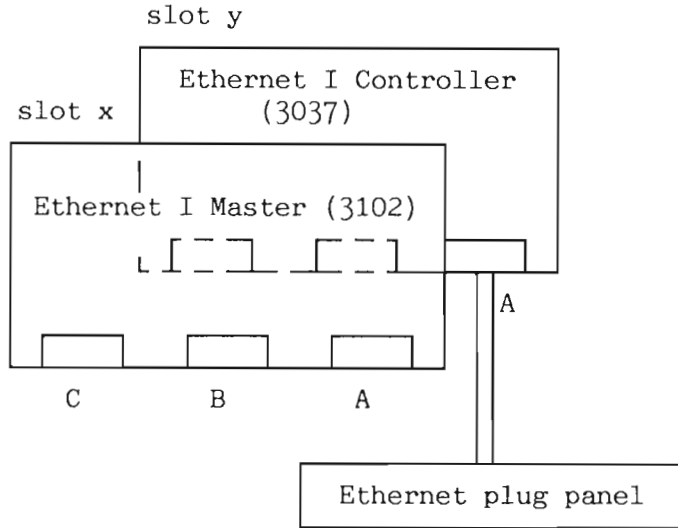 slot y
Ethernet I Controller
(3037)
slot x
Ethernet I Master (3102)
A
C B A
Ethernet plug panel